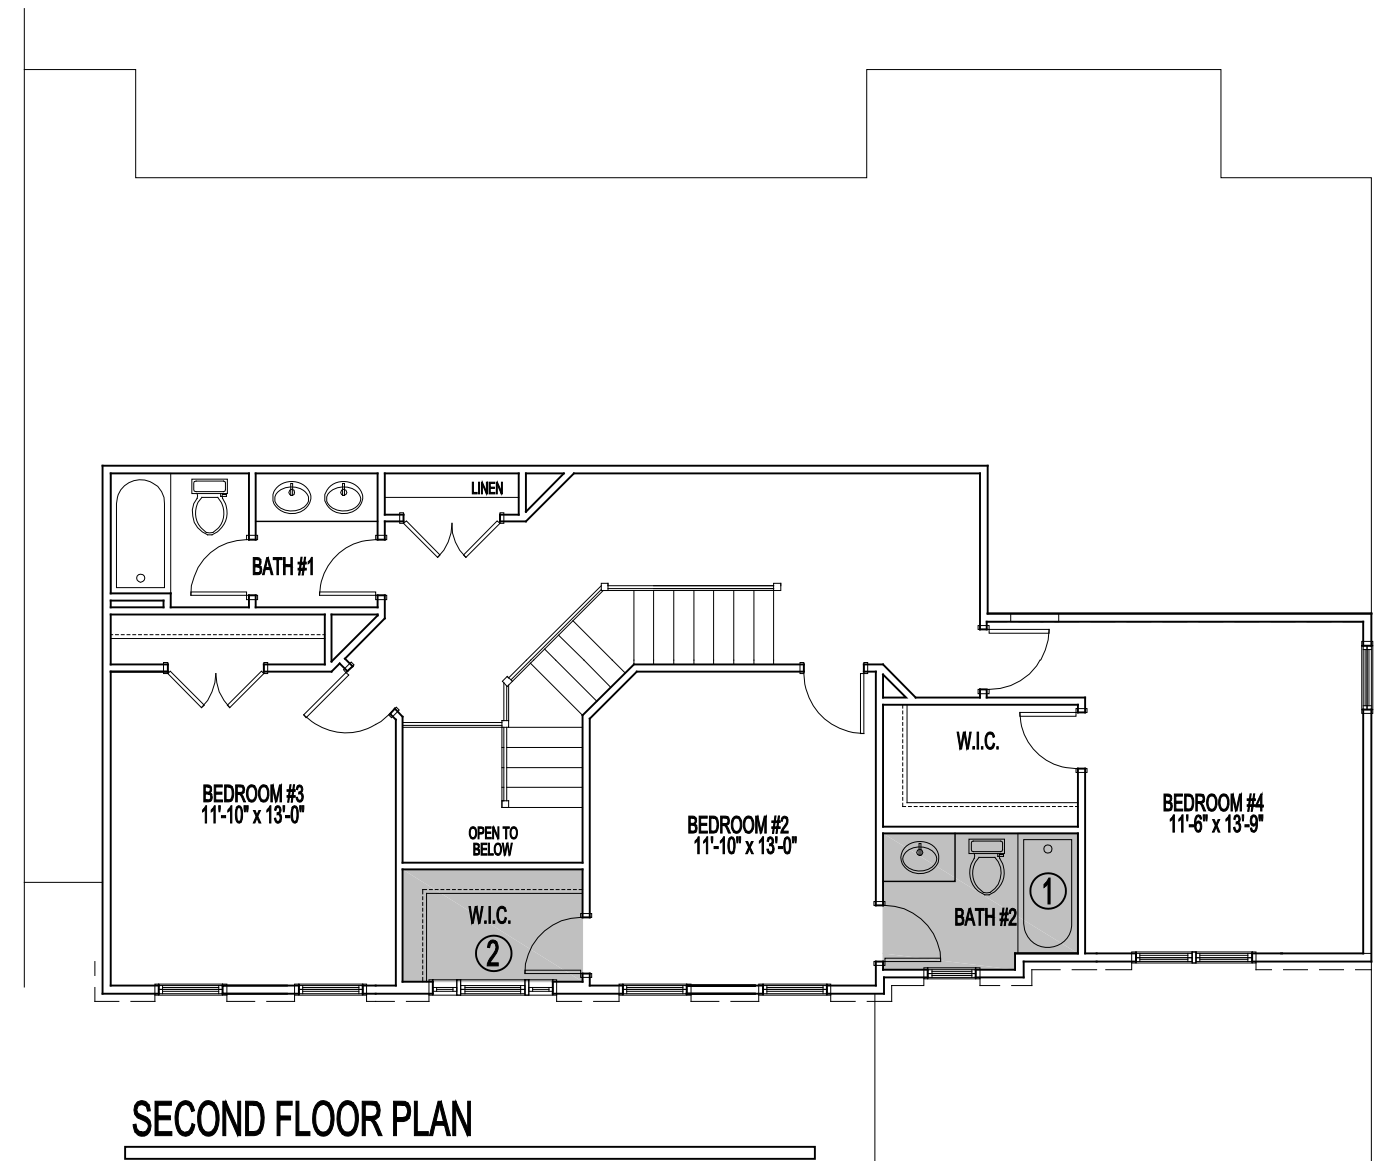 LINEN
BATH #1
W.I.C.
BEDROOM #3
11'-10" x 13'-0"
BEDROOM #4
11'-6" x 13'-9"
BEDROOM #2
11'-10" x 13'-0"
OPEN TO
BELOW
1
W.I.C.
BATH #2
2
SECOND FLOOR PLAN